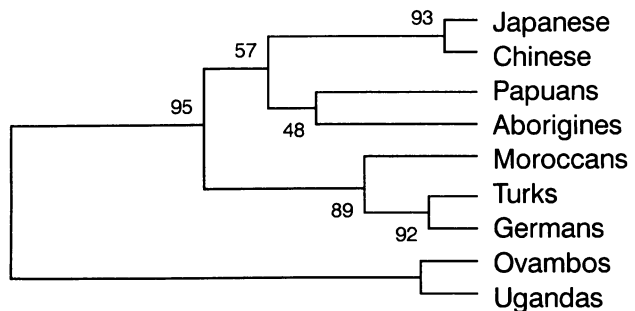 93
Japanese
57
Chinese
95
Papuans
48
Aborigines
Moroccans
89
Turks
92
Germans
Ovambos
Ugandas